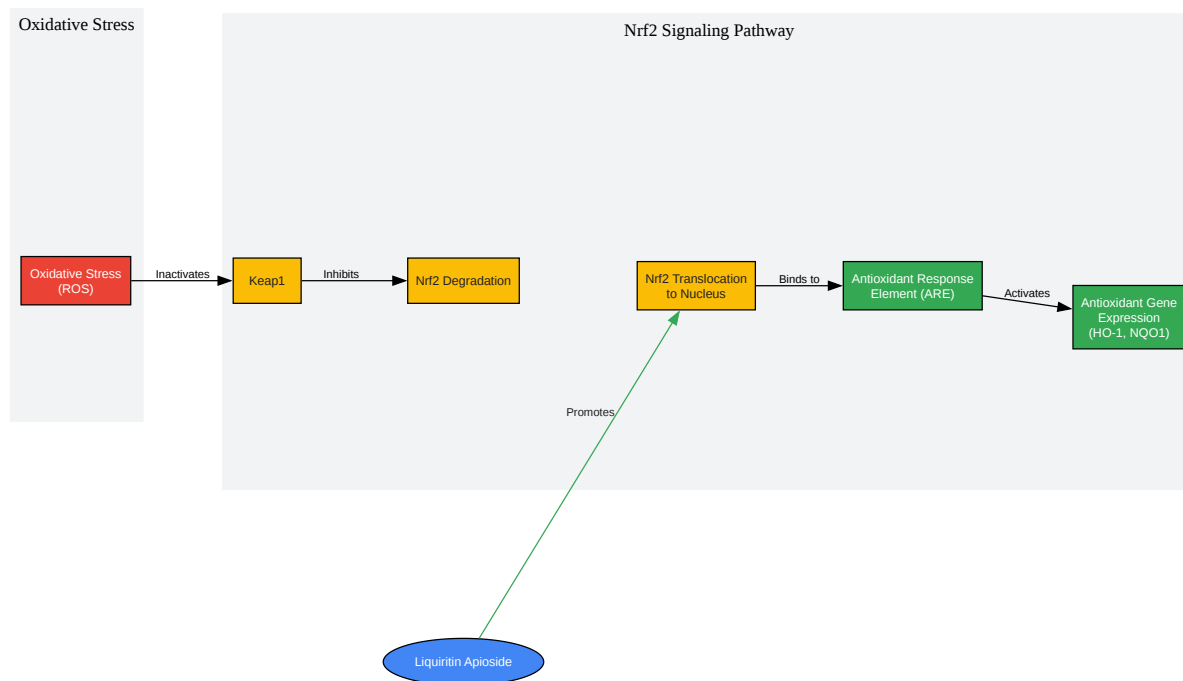 Oxidative Stress
Nrf2 Signaling Pathway
Oxidative Stress
(ROS)
Inactivates
Keap1
Inhibits
Nrf2 Degradation
Nrf2 Translocation
to Nucleus
Binds to
Antioxidant Response
Element (ARE)
Activates
Antioxidant Gene
Expression
(HO-1, NQO1)
Promotes
Liquiritin Apioside